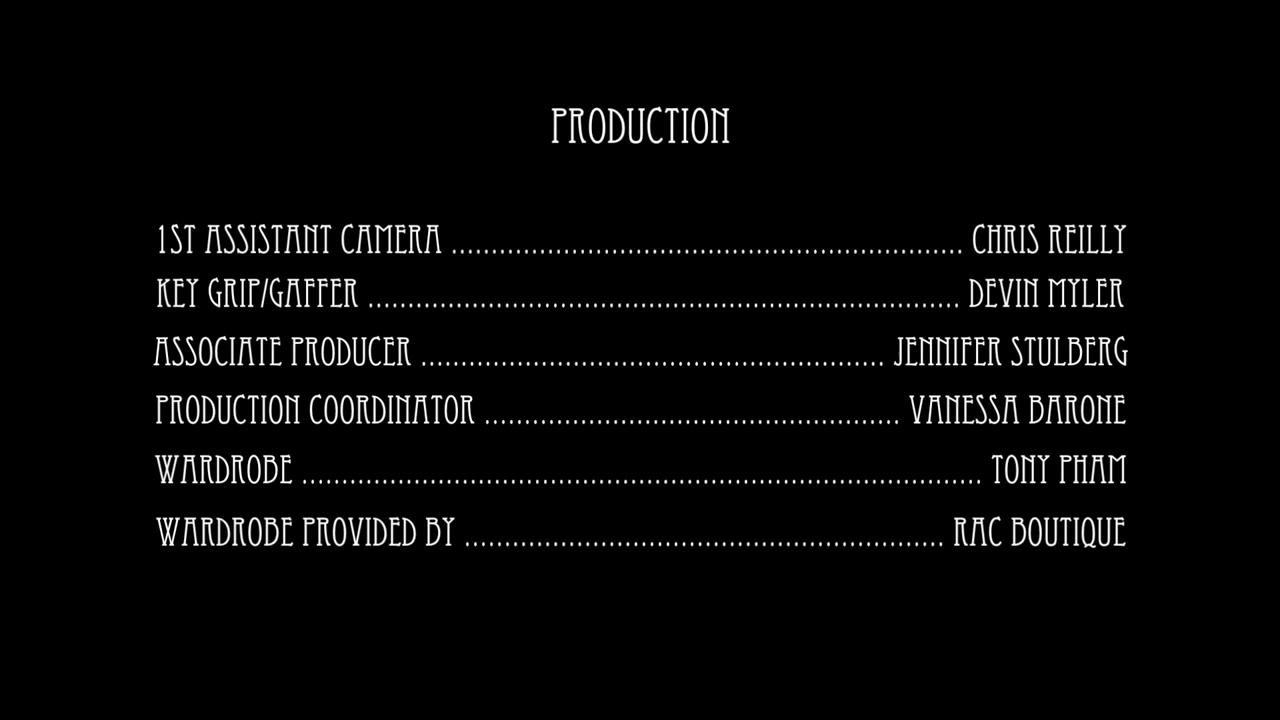 PRODUCTION
1ST ASSISTANT CAMERA ................................................................ CHRIS REILLY
KEY GRIP/GAFFER .......................................................................... DEVIN MYLER
ASSOCIATE PRODUCER .......................................................... JENNIFER STULBERG
PRODUCTION COORDINATOR .................................................... VANESSA BARONE
WARDROBE ..................................................................................... TONY PHAM
WARDROBE PROVIDED BY ............................................................ RAC BOUTIQUE